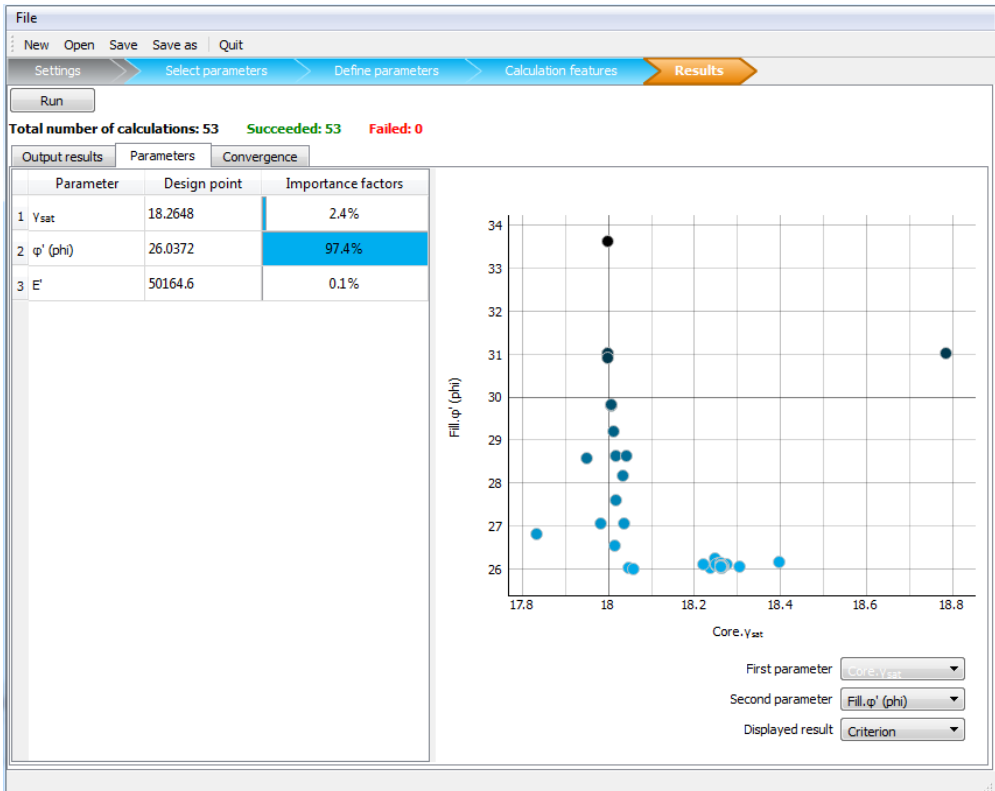 File
New Open Save Save as Quit
Settings Select parameters Define parameters Calculation features Results
Run
Total number of calculations: 53 Succeeded: 53 Failed: 0
Output results Parameters Convergence
Parameter Design point Importance factors
1 γsat 18.2648 2.4%
2 φ' (phi) 26.0372 97.4%
3 E' 50164.6 0.1%
34
33
32
31
30
29
28
27
26
Fill.φ' (phi)
17.8 18 18.2 18.4 18.6 18.8
Core.γsat
First parameter Core.γsat
Second parameter Fill.φ' (phi)
Displayed result Criterion